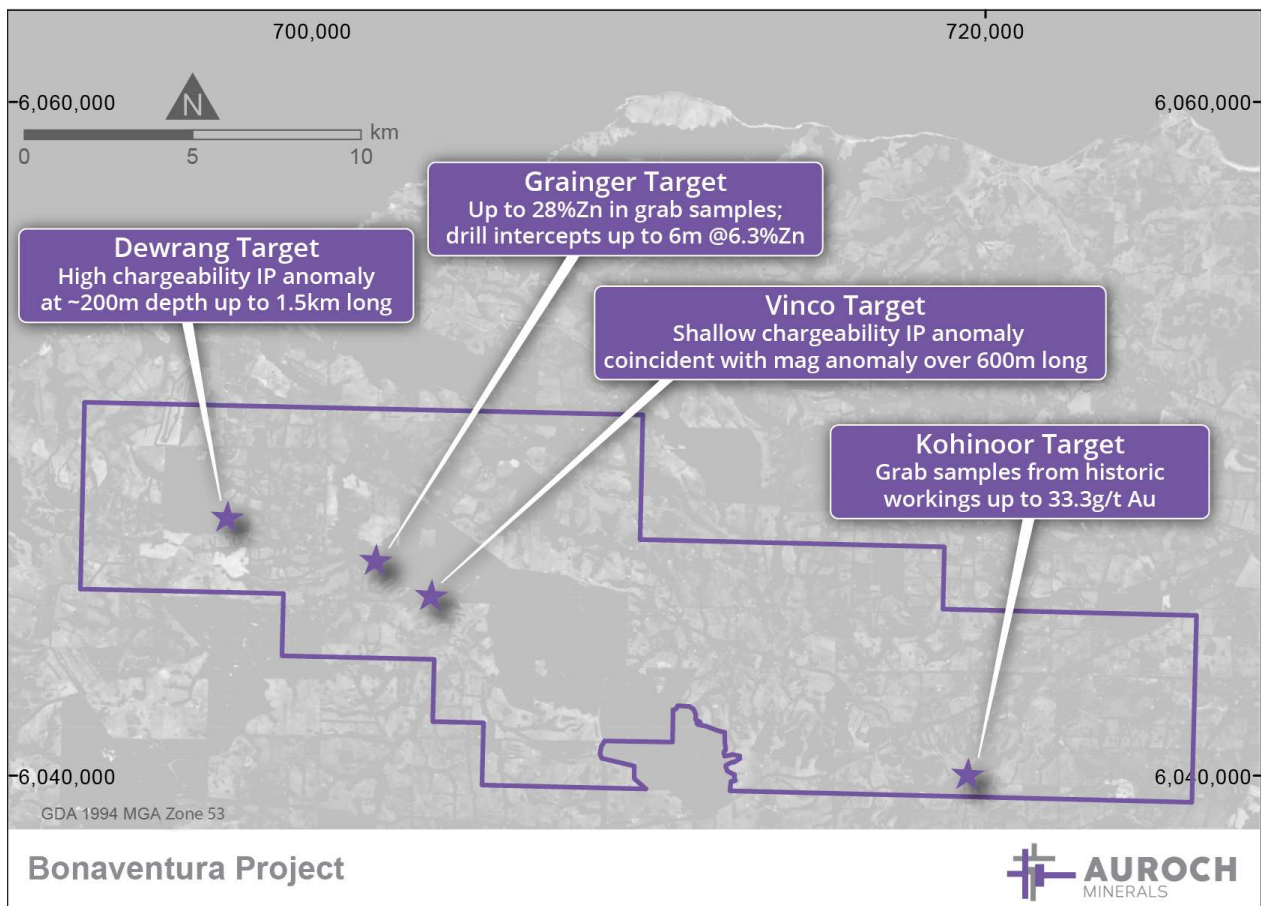 700,000
720,000
6,060,000
6,060,000
N
km
0 5 10
Grainger Target
Up to 28%Zn in grab samples;
drill intercepts up to 6m @6.3%Zn
Dewrang Target
High chargeability IP anomaly
at ~200m depth up to 1.5km long
Vinco Target
Shallow chargeability IP anomaly
coincident with mag anomaly over 600m long
Kohinoor Target
Grab samples from historic
workings up to 33.3g/t Au
6,040,000
6,040,000
GDA 1994 MGA Zone 53
Bonaventura Project
AUROCH
MINERALS